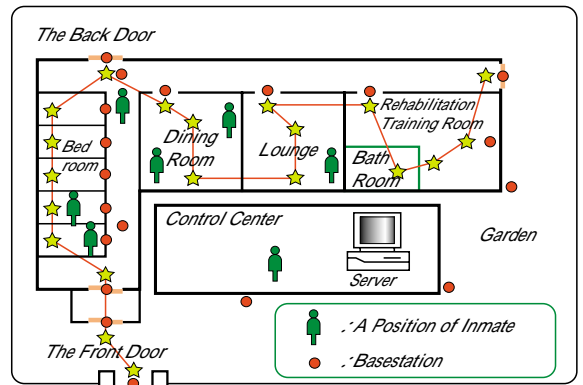 The Back Door
Rehabilitation
Training Room
Dining
Room
Bed
room
Lounge
Bath
Room
Control Center
Garden
Server
.:A Position of Inmate
The Front Door
.:Basestation